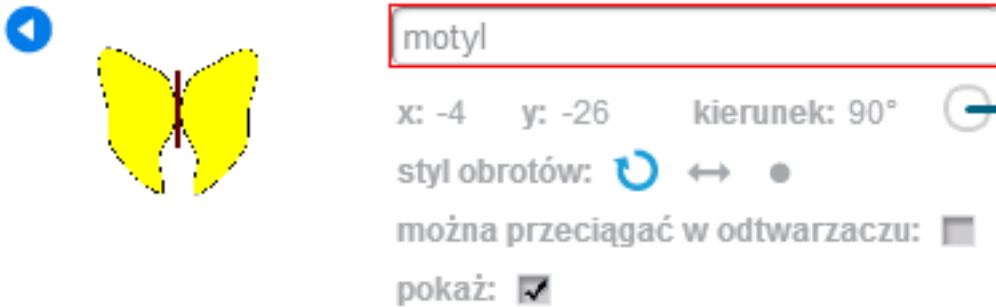 motyl
x: -4 y: -26 kierunek: 90°
styl obrotów:
można przeciągać w odtwarzaczu:
pokaż: